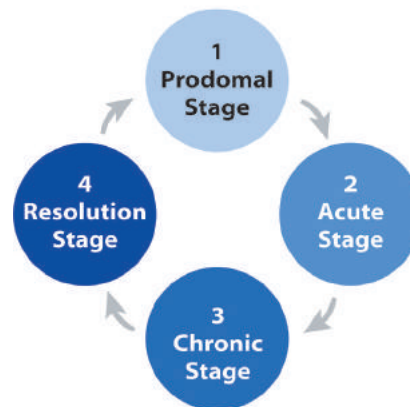 1
Prodomal
Stage
2
Acute
Stage
3
Chronic
Stage
4
Resolution
Stage